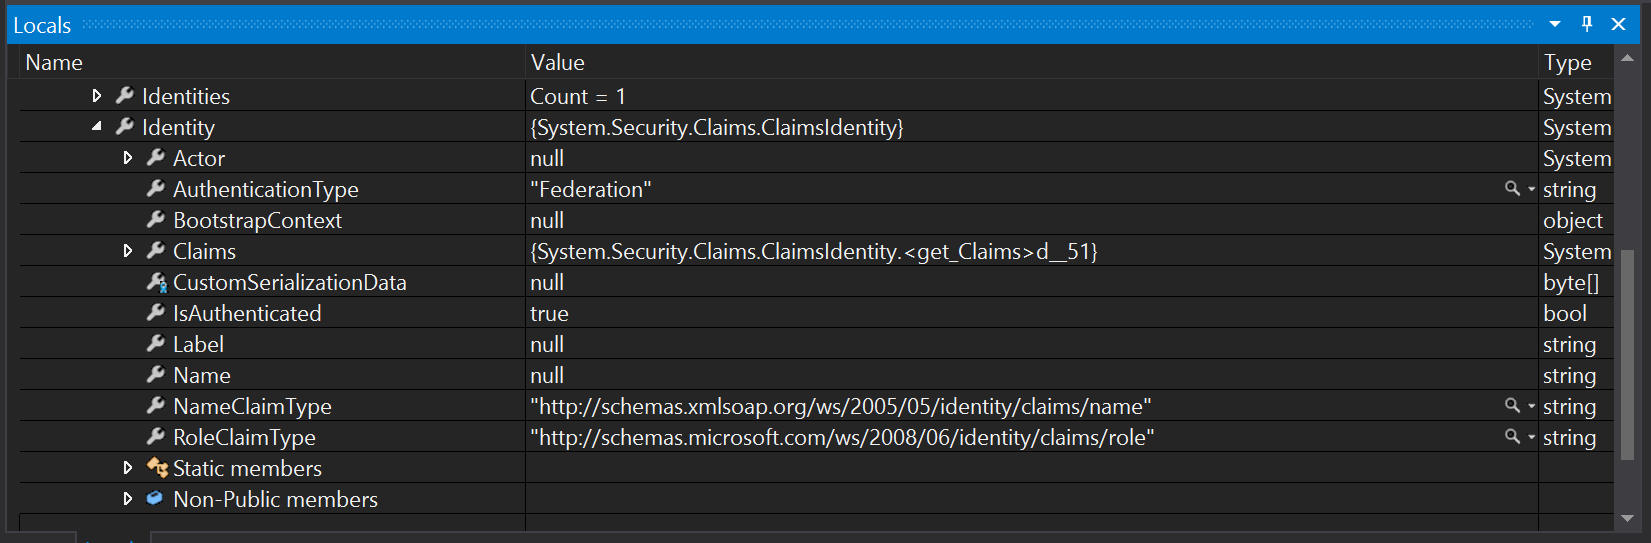 Locals
Name Value Type
Identities Count = 1 System
Identity {System.Security.Claims.ClaimsIdentity} System
Actor null System
AuthenticationType "Federation" string
BootstrapContext null object
Claims {System.Security.Claims.ClaimsIdentity.<get_Claims>d__51} System
CustomSerializationData null byte[]
IsAuthenticated true bool
Label null string
Name null string
NameClaimType "http://schemas.xmlsoap.org/ws/2005/05/identity/claims/name" string
RoleClaimType "http://schemas.microsoft.com/ws/2008/06/identity/claims/role" string
Static members
Non-Public members